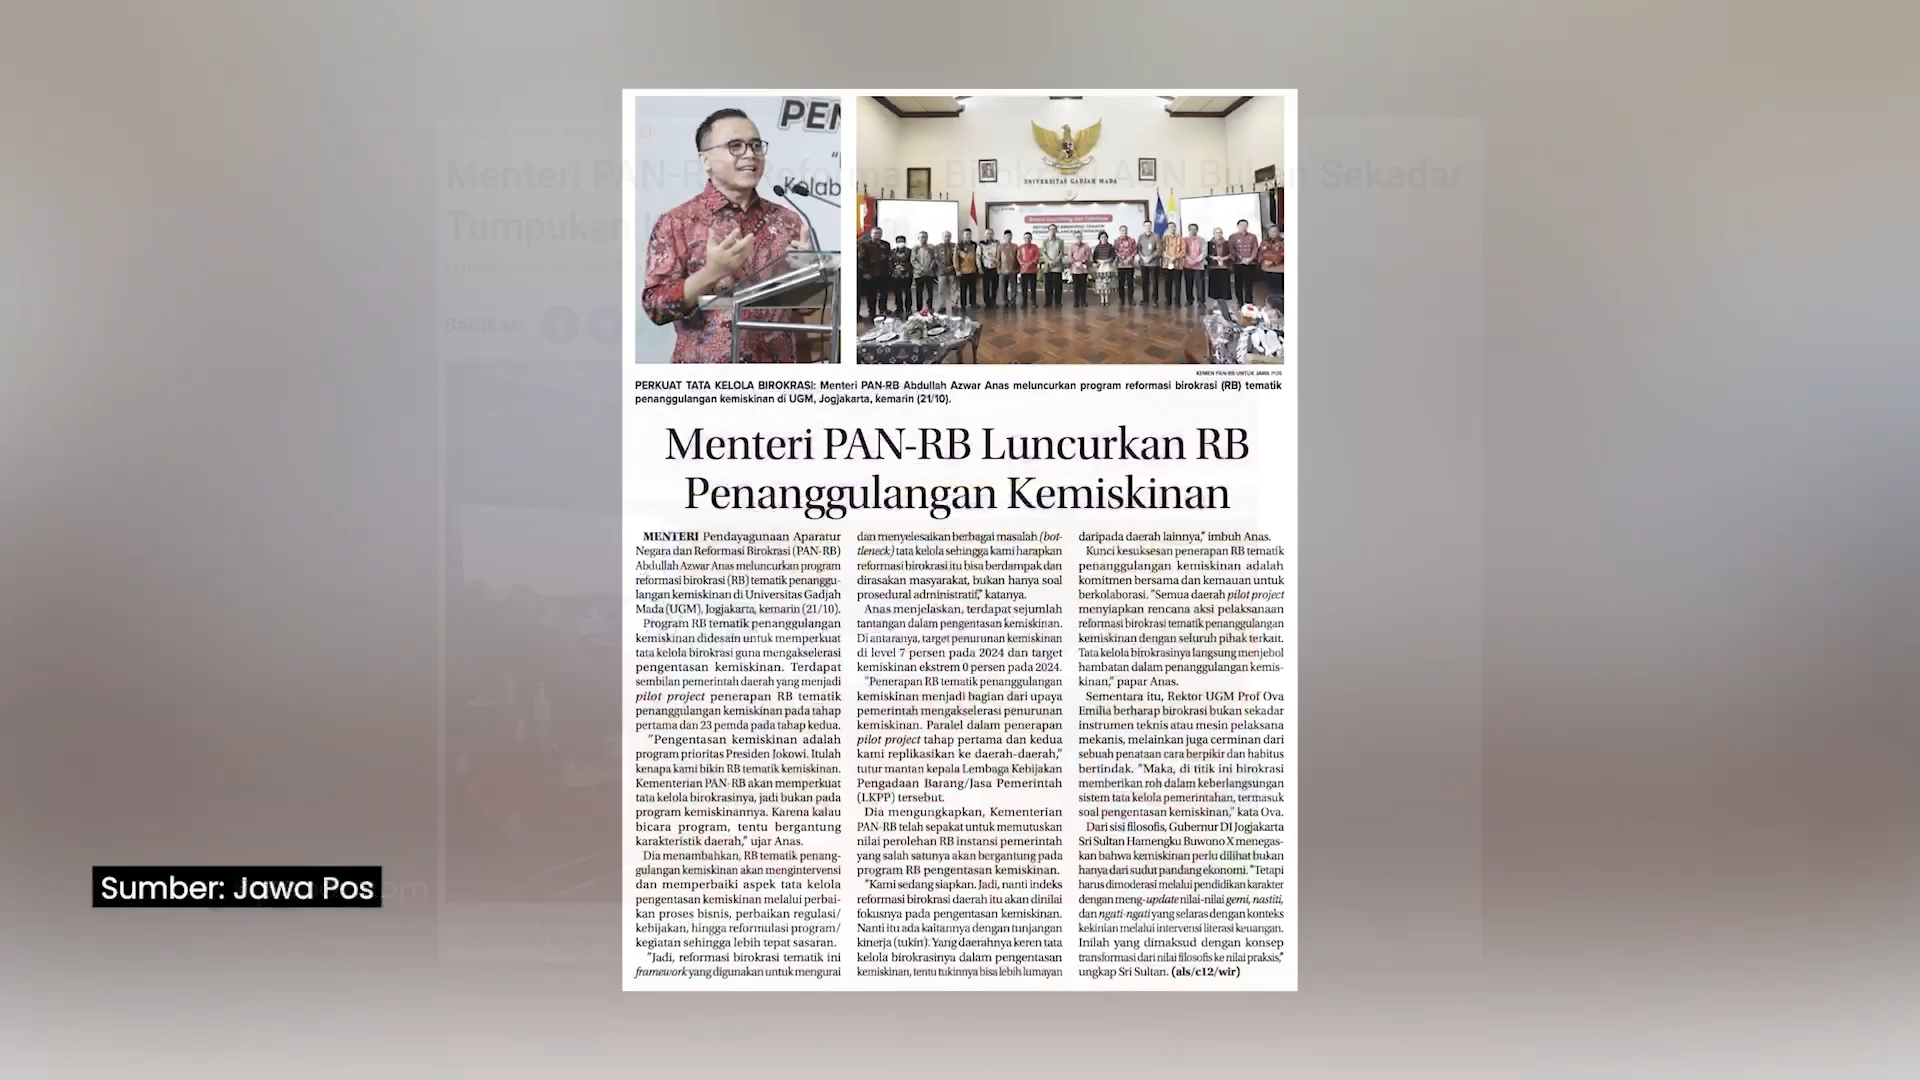 PEN
Kolab
UNIVERSITAS GADJAH MADA
KEMEN PAN-RB UNTUK JAWA POS
PERKUAT TATA KELOLA BIROKRASI: Menteri PAN-RB Abdullah Azwar Anas meluncurkan program reformasi birokrasi (RB) tematik
penanggulangan kemiskinan di UGM, Jogjakarta, kemarin (21/10).
Menteri PAN-RB Luncurkan RB
Penanggulangan Kemiskinan
MENTERI Pendayagunaan Aparatur
Negara dan Reformasi Birokrasi (PAN-RB)
Abdullah Azwar Anas meluncurkan program
reformasi birokrasi (RB) tematik penanggu-
langan kemiskinan di Universitas Gadjah
Mada (UGM), Jogjakarta, kemarin (21/10).
Program RB tematik penanggulangan
kemiskinan didesain untuk memperkuat
tata kelola birokrasi guna mengakselerasi
pengentasan kemiskinan. Terdapat
sembilan pemerintah daerah yang menjadi
pilot project penerapan RB tematik
penanggulangan kemiskinan pada tahap
pertama dan 23 pemda pada tahap kedua.
"Pengentasan kemiskinan adalah
program prioritas Presiden Jokowi. Itulah
kenapa kami bikin RB tematik kemiskinan.
Kementerian PAN-RB akan memperkuat
tata kelola birokrasinya, jadi bukan pada
program kemiskinannya. Karena kalau
bicara program, tentu bergantung
karakteristik daerah," ujar Anas.
Dia menambahkan, RB tematik penang-
gulangan kemiskinan akan mengintervensi
dan memperbaiki aspek tata kelola
pengentasan kemiskinan melalui perbai-
kan proses bisnis, perbaikan regulasi/
kebijakan, hingga reformulasi program/
kegiatan sehingga lebih tepat sasaran.
"Jadi, reformasi birokrasi tematik ini
framework yang digunakan untuk mengurai
dan menyelesaikan berbagai masalah (bot-
tleneck) tata kelola sehingga kami harapkan
reformasi birokrasi itu bisa berdampak dan
dirasakan masyarakat, bukan hanya soal
prosedural administratif," katanya.
Anas menjelaskan, terdapat sejumlah
tantangan dalam pengentasan kemiskinan.
Di antaranya, target penurunan kemiskinan
di level 7 persen pada 2024 dan target
kemiskinan ekstrem 0 persen pada 2024.
"Penerapan RB tematik penanggulangan
kemiskinan menjadi bagian dari upaya
pemerintah mengakselerasi penurunan
kemiskinan. Paralel dalam penerapan
pilot project tahap pertama dan kedua
kami replikasikan ke daerah-daerah,"
tutur mantan kepala Lembaga Kebijakan
Pengadaan Barang/Jasa Pemerintah
(LKPP) tersebut.
Dia mengungkapkan, Kementerian
PAN-RB telah sepakat untuk memutuskan
nilai perolehan RB instansi pemerintah
yang salah satunya akan bergantung pada
program RB pengentasan kemiskinan.
"Kami sedang siapkan. Jadi, nanti indeks
reformasi birokrasi daerah itu akan dinilai
fokusnya pada pengentasan kemiskinan.
Nanti itu ada kaitannya dengan tunjangan
kinerja (tukin). Yang daerahnya keren tata
kelola birokrasinya dalam pengentasan
kemiskinan, tentu tukinnya bisa lebih lumayan
daripada daerah lainnya," imbuh Anas.
Kunci kesuksesan penerapan RB tematik
penanggulangan kemiskinan adalah
komitmen bersama dan kemauan untuk
berkolaborasi. "Semua daerah pilot project
menyiapkan rencana aksi pelaksanaan
reformasi birokrasi tematik penanggulangan
kemiskinan dengan seluruh pihak terkait.
Tata kelola birokrasinya langsung menjebol
hambatan dalam penanggulangan kemis-
kinan," papar Anas.
Sementara itu, Rektor UGM Prof Ova
Emilia berharap birokrasi bukan sekadar
instrumen teknis atau mesin pelaksana
mekanis, melainkan juga cerminan dari
sebuah penataan cara berpikir dan habitus
bertindak. "Maka, di titik ini birokrasi
memberikan roh dalam keberlangsungan
sistem tata kelola pemerintahan, termasuk
soal pengentasan kemiskinan," kata Ova.
Dari sisi filosofis, Gubernur DI Jogjakarta
Sri Sultan Hamengku Buwono X menegas-
kan bahwa kemiskinan perlu dilihat bukan
hanya dari sudut pandang ekonomi. "Tetapi
harus dimoderasi melalui pendidikan karakter
dengan meng-update nilai-nilai gemi, nastiti,
dan ngati-ngati yang selaras dengan konteks
kekinian melalui intervensi literasi keuangan.
Inilah yang dimaksud dengan konsep
transformasi dari nilai filosofis ke nilai praksis,"
ungkap Sri Sultan. (als/c12/wir)
Menteri PAN-RB Reformasi Birokrasi ASN Bukan Sekadar
Tumpukan
BAGIKAN
Sumber: Jawa Pos